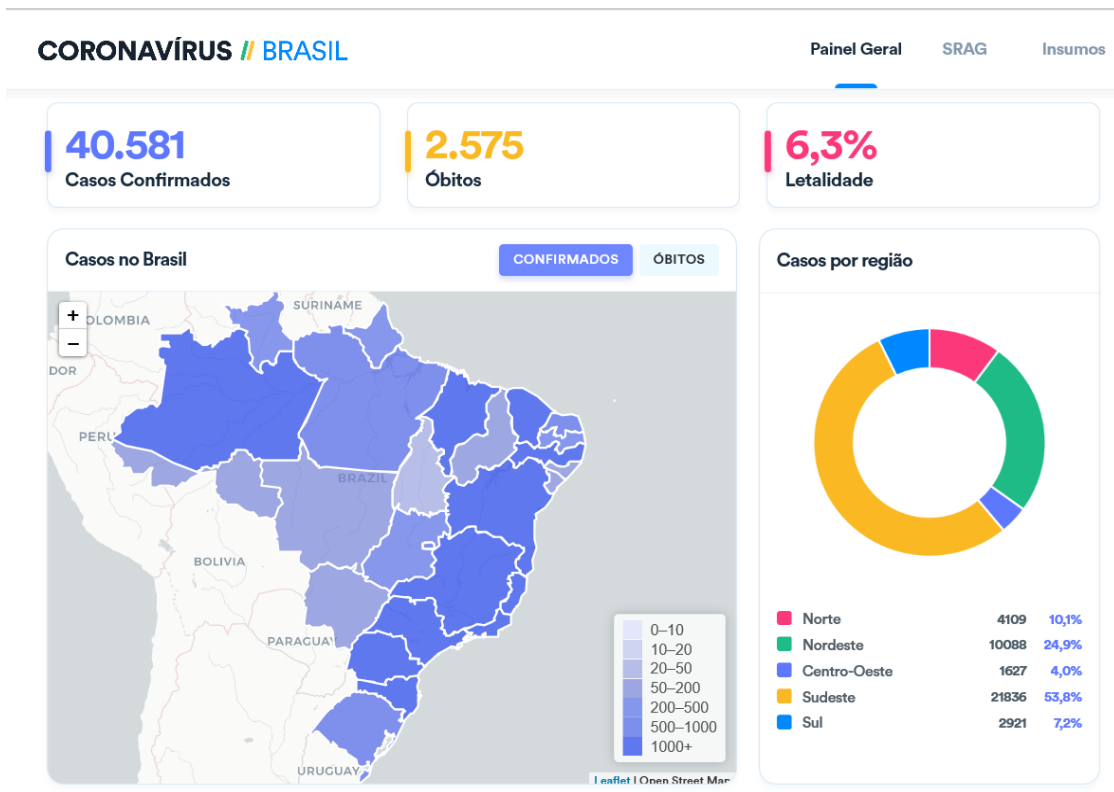 CORONAVÍRUS // BRASIL
Painel Geral SRAG Insumos
40.581
Casos Confirmados
2.575
Óbitos
6,3%
Letalidade
Casos no Brasil
CONFIRMADOS ÓBITOS
+
−
SURINAME
OLOMBIA
DOR
PERU
BRAZIL
BOLIVIA
PARAGUAY
URUGUAY
0–10
10–20
20–50
50–200
200–500
500–1000
1000+
Leaflet | Open Street Map
Casos por região
Norte 4109 10,1%
Nordeste 10088 24,9%
Centro-Oeste 1627 4,0%
Sudeste 21836 53,8%
Sul 2921 7,2%